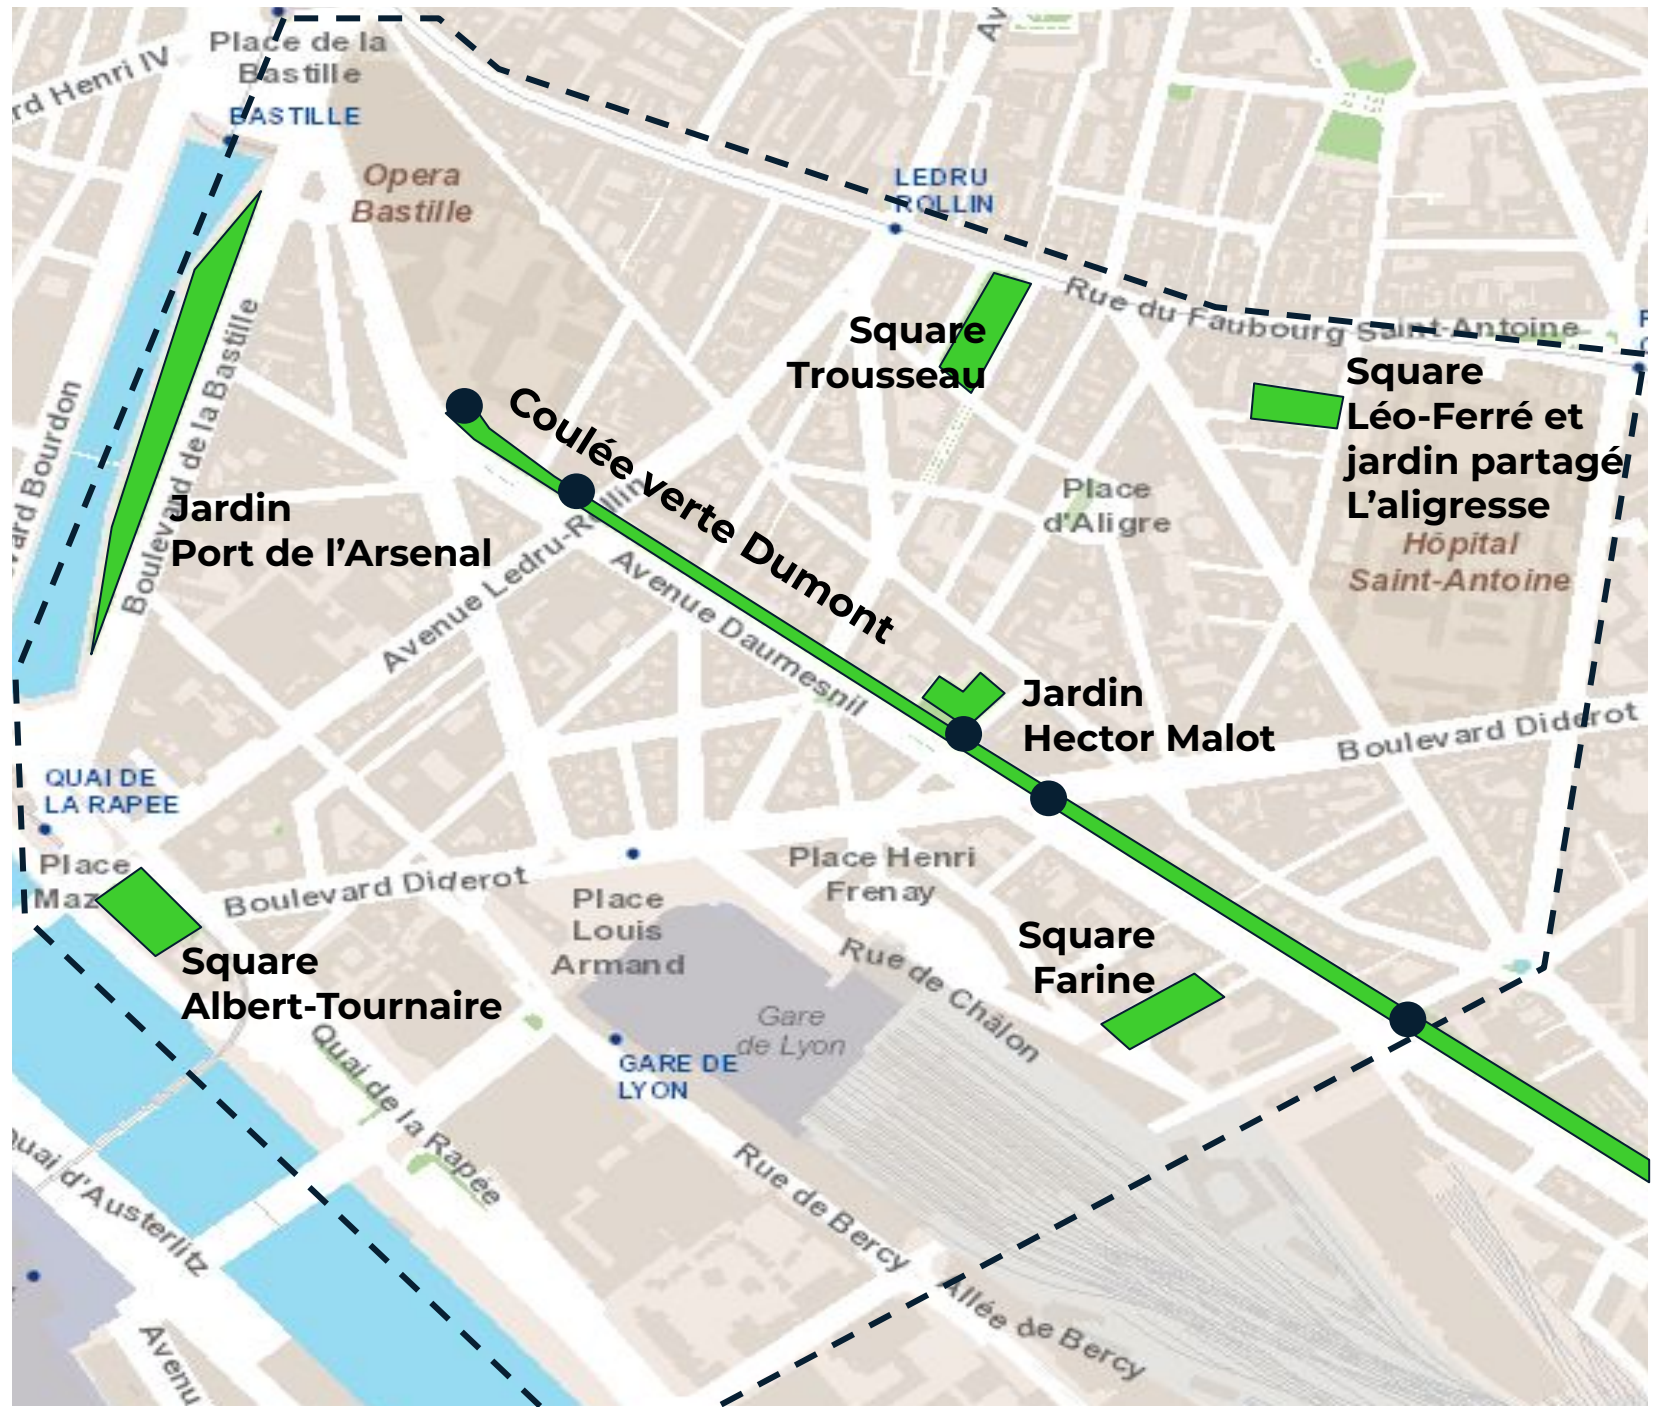 Place de la
Bastille
rd Henri IV
BASTILLE
Opera
Bastille
LEDRU
ROLLIN
Rue du Faubourg Saint-Antoine
Square
Trousseau
Square
Léo-Ferré et
jardin partagé
L'aligresse
Hôpital
Saint-Antoine
Place
d'Aligre
Coulée verte Dumont
Boulevard de la Bastille
vard Bourdon
Jardin
Port de l'Arsenal
Avenue Ledru-Rollin
Avenue Daumesnil
Jardin
Hector Malot
Boulevard Diderot
QUAI DE
LA RAPEE
Place
Maz
Boulevard Diderot
Place
Louis
Armand
Place Henri
Frenay
Square
Farine
Rue de Châlon
Square
Albert-Tournaire
Gare
de Lyon
GARE DE
LYON
Quai de la Rapée
Quai d'Austerlitz
Rue de Bercy
Allée de Bercy
Avenu
Av